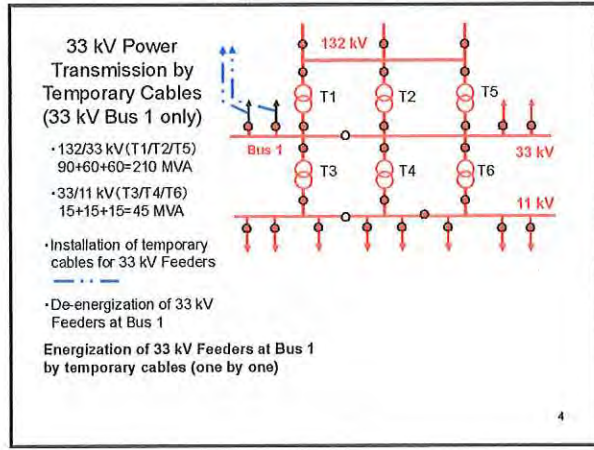 33 kV Power
Transmission by
Temporary Cables
(33 kV Bus 1 only)
・132/33 kV (T1/T2/T5)
90+60+60=210 MVA
・33/11 kV (T3/T4/T6)
15+15+15=45 MVA
・Installation of temporary
cables for 33 kV Feeders
・De-energization of 33 kV
Feeders at Bus 1
Energization of 33 kV Feeders at Bus 1
by temporary cables (one by one)
132 kV
T1
T2
T5
Bus 1
33 kV
T3
T4
T6
11 kV
4